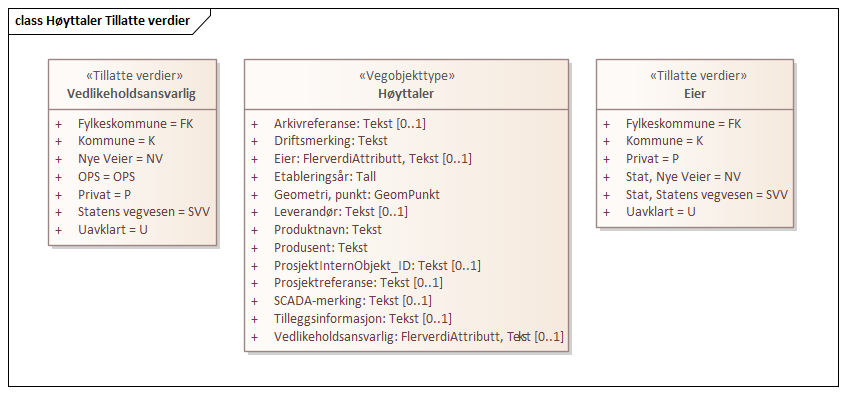 class Høyttaler Tillatte verdier
«Tillatte verdier»
Vedlikeholdsansvarlig
+ Fylkeskommune = FK
+ Kommune = K
+ Nye Veier = NV
+ OPS = OPS
+ Privat = P
+ Statens vegvesen = SVV
+ Uavklart = U
«Vegobjekttype»
Høyttaler
+ Arkivreferanse: Tekst [0..1]
+ Driftsmerking: Tekst
+ Eier: FlerverdiAttributt, Tekst [0..1]
+ Etableringsår: Tall
+ Geometri, punkt: GeomPunkt
+ Leverandør: Tekst [0..1]
+ Produktnavn: Tekst
+ Produsent: Tekst
+ ProsjektInternObjekt_ID: Tekst [0..1]
+ Prosjektreferanse: Tekst [0..1]
+ SCADA-merking: Tekst [0..1]
+ Tilleggsinformasjon: Tekst [0..1]
+ Vedlikeholdsansvarlig: FlerverdiAttributt, Tekst [0..1]
«Tillatte verdier»
Eier
+ Fylkeskommune = FK
+ Kommune = K
+ Privat = P
+ Stat, Nye Veier = NV
+ Stat, Statens vegvesen = SVV
+ Uavklart = U